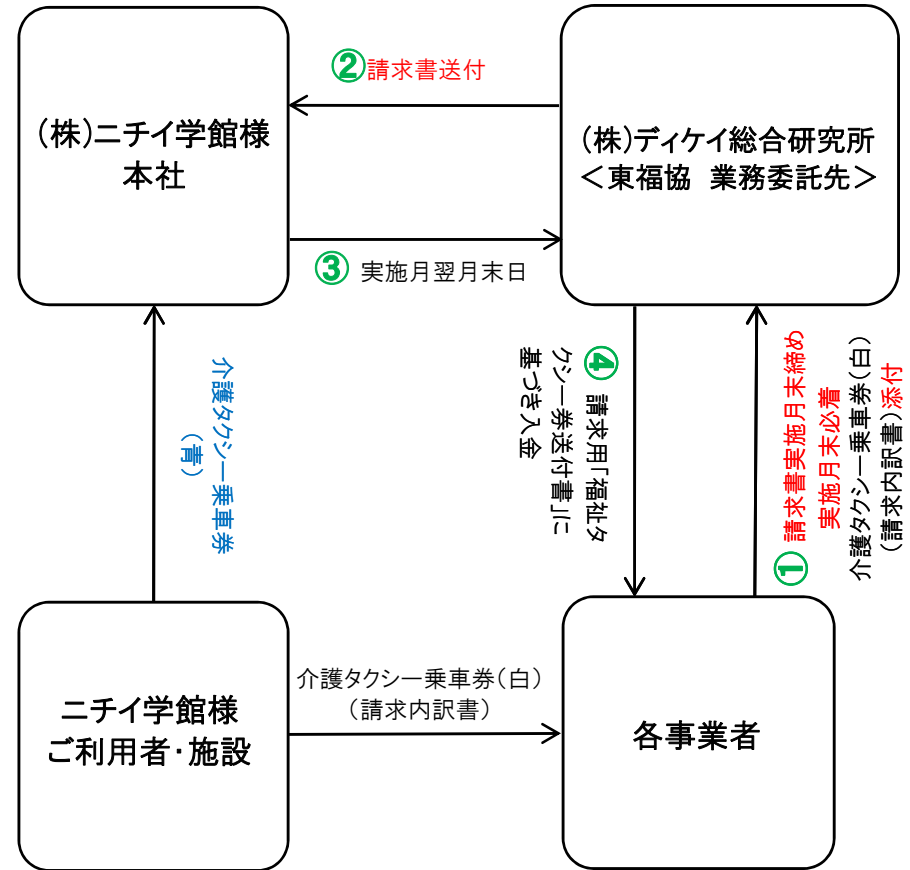 (株)ニチイ学館様
本社
②請求書送付
(株)ディケイ総合研究所
＜東福協　業務委託先＞
③ 実施月翌月末日
介護タクシー乗車券
（青）
④ 請求用「福祉タ
クシー券送付書」に
基づき入金
① 請求書実施月末締め
実施月末必着
介護タクシー乗車券(白)
(請求内訳書)添付
ニチイ学館様
ご利用者・施設
介護タクシー乗車券(白)
（請求内訳書）
各事業者